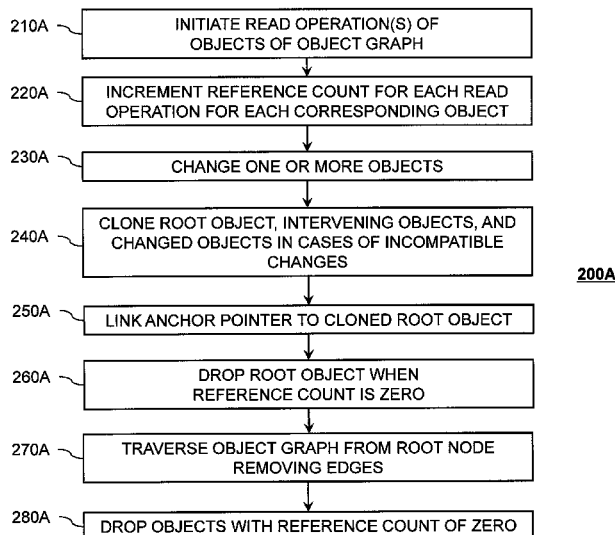 210A
INITIATE READ OPERATION(S) OF
OBJECTS OF OBJECT GRAPH
220A
INCREMENT REFERENCE COUNT FOR EACH READ
OPERATION FOR EACH CORRESPONDING OBJECT
230A
CHANGE ONE OR MORE OBJECTS
240A
CLONE ROOT OBJECT, INTERVENING OBJECTS, AND
CHANGED OBJECTS IN CASES OF INCOMPATIBLE
CHANGES
200A
250A
LINK ANCHOR POINTER TO CLONED ROOT OBJECT
260A
DROP ROOT OBJECT WHEN
REFERENCE COUNT IS ZERO
270A
TRAVERSE OBJECT GRAPH FROM ROOT NODE
REMOVING EDGES
280A
DROP OBJECTS WITH REFERENCE COUNT OF ZERO